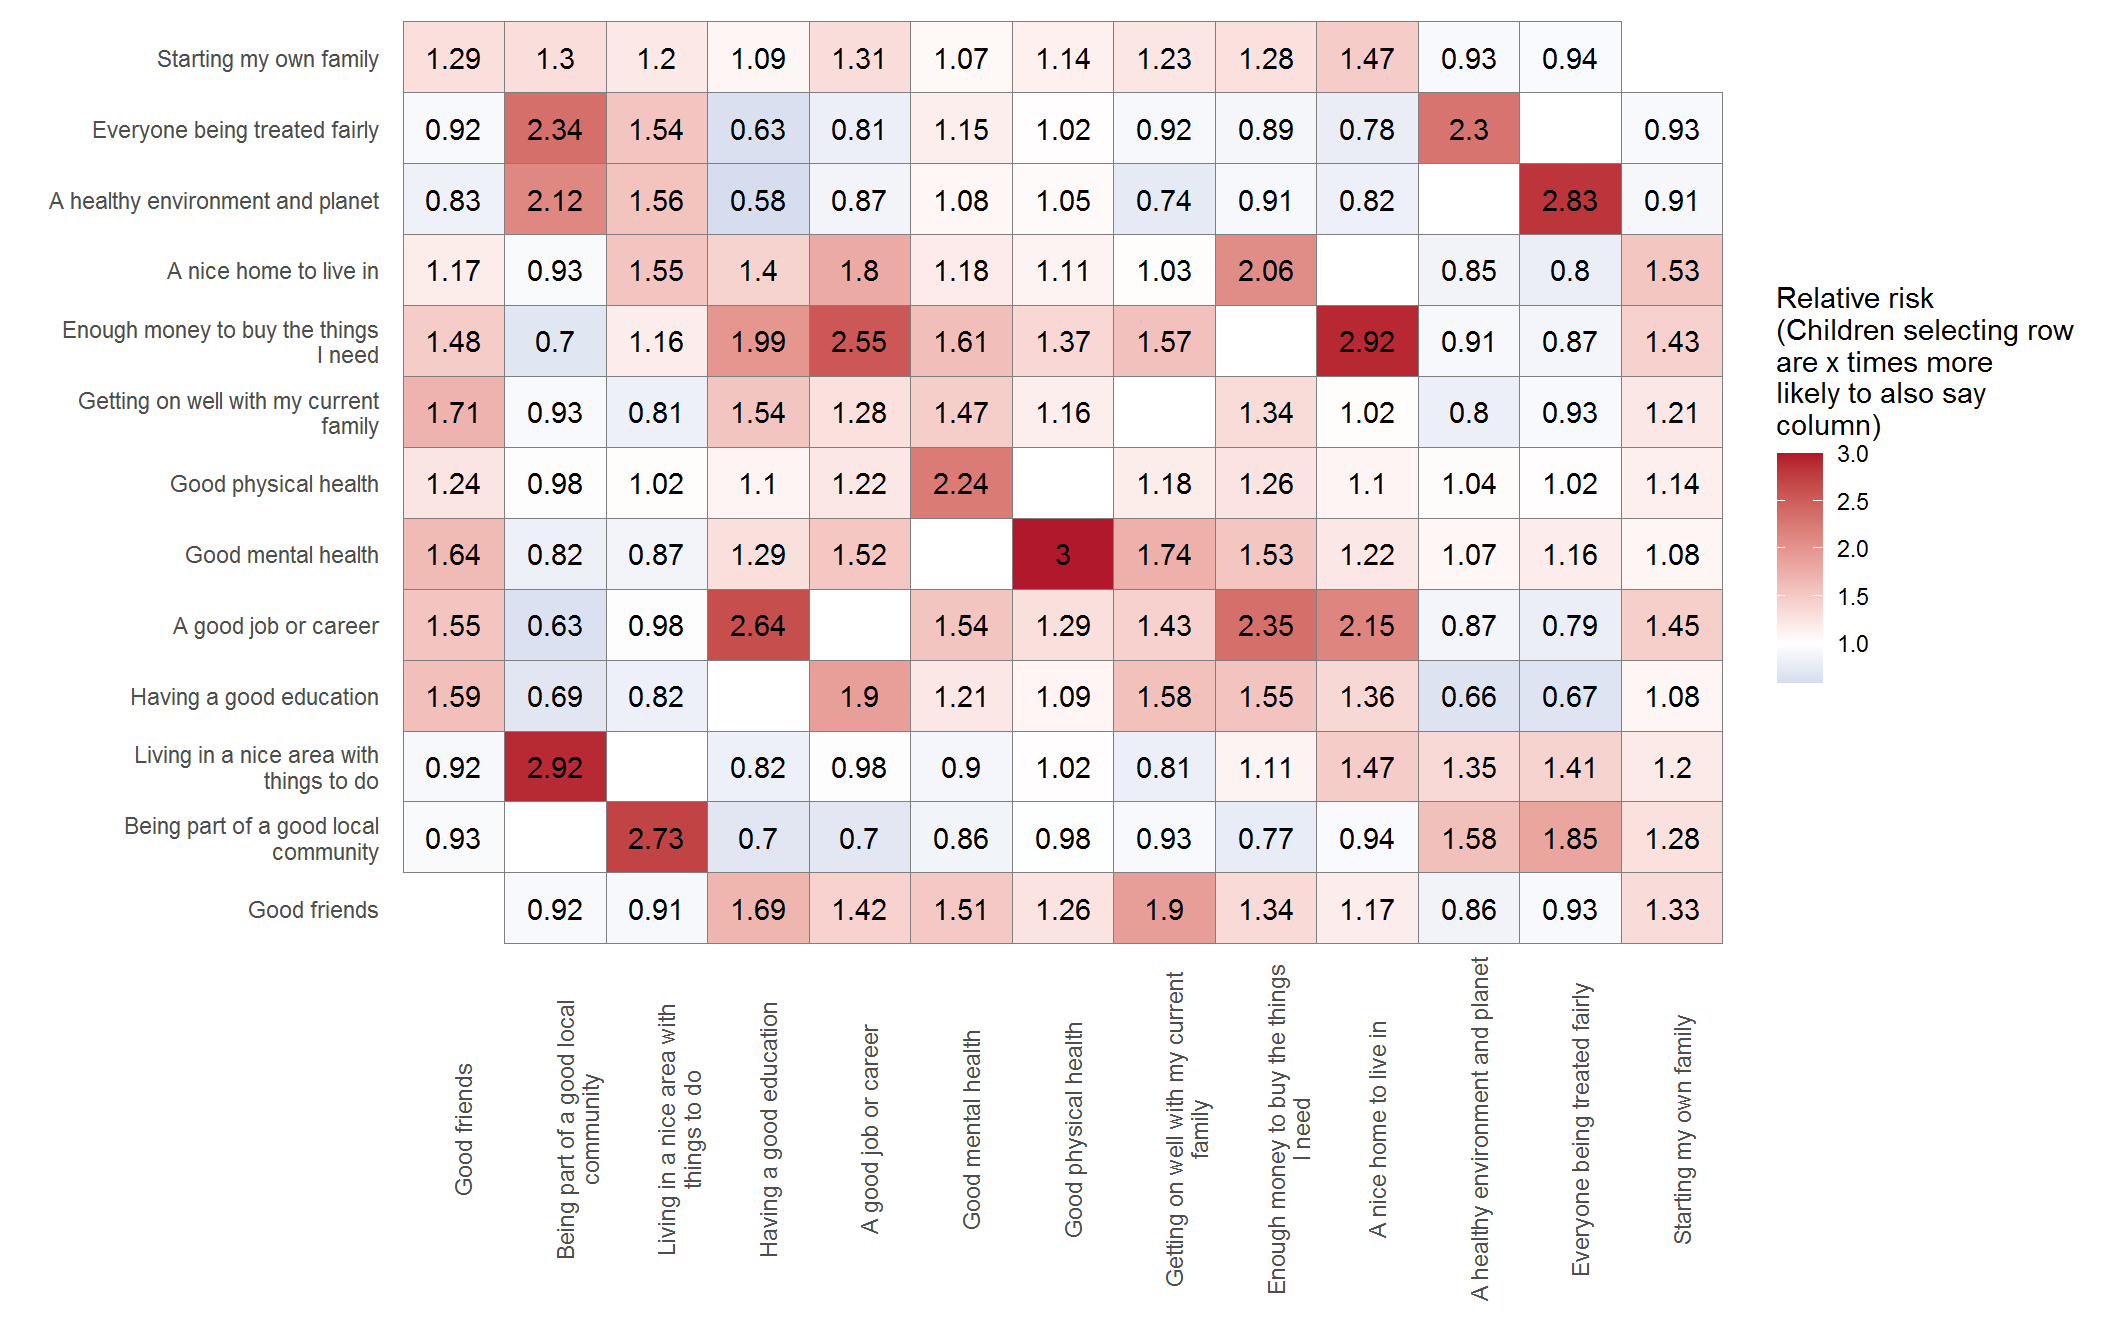 Starting my own family 1.29 1.3 1.2 1.09 1.31 1.07 1.14 1.23 1.28 1.47 0.93 0.94
Everyone being treated fairly 0.92 2.34 1.54 0.63 0.81 1.15 1.02 0.92 0.89 0.78 2.3 0.93
A healthy environment and planet 0.83 2.12 1.56 0.58 0.87 1.08 1.05 0.74 0.91 0.82 2.83 0.91
A nice home to live in 1.17 0.93 1.55 1.4 1.8 1.18 1.11 1.03 2.06 0.85 0.8 1.53
Enough money to buy the things
I need
1.48 0.7 1.16 1.99 2.55 1.61 1.37 1.57 2.92 0.91 0.87 1.43
Getting on well with my current
family
1.71 0.93 0.81 1.54 1.28 1.47 1.16 1.34 1.02 0.8 0.93 1.21
Good physical health 1.24 0.98 1.02 1.1 1.22 2.24 1.18 1.26 1.1 1.04 1.02 1.14
Good mental health 1.64 0.82 0.87 1.29 1.52 3 1.74 1.53 1.22 1.07 1.16 1.08
A good job or career 1.55 0.63 0.98 2.64 1.54 1.29 1.43 2.35 2.15 0.87 0.79 1.45
Having a good education 1.59 0.69 0.82 1.9 1.21 1.09 1.58 1.55 1.36 0.66 0.67 1.08
Living in a nice area with
things to do
0.92 2.92 0.82 0.98 0.9 1.02 0.81 1.11 1.47 1.35 1.41 1.2
Being part of a good local
community
0.93 2.73 0.7 0.7 0.86 0.98 0.93 0.77 0.94 1.58 1.85 1.28
Good friends 0.92 0.91 1.69 1.42 1.51 1.26 1.9 1.34 1.17 0.86 0.93 1.33
Good friends
Being part of a good local
community
Living in a nice area with
things to do
Having a good education
A good job or career
Good mental health
Good physical health
Getting on well with my current
family
Enough money to buy the things
I need
A nice home to live in
A healthy environment and planet
Everyone being treated fairly
Starting my own family
Relative risk
(Children selecting row
are x times more
likely to also say
column)
3.0
2.5
2.0
1.5
1.0